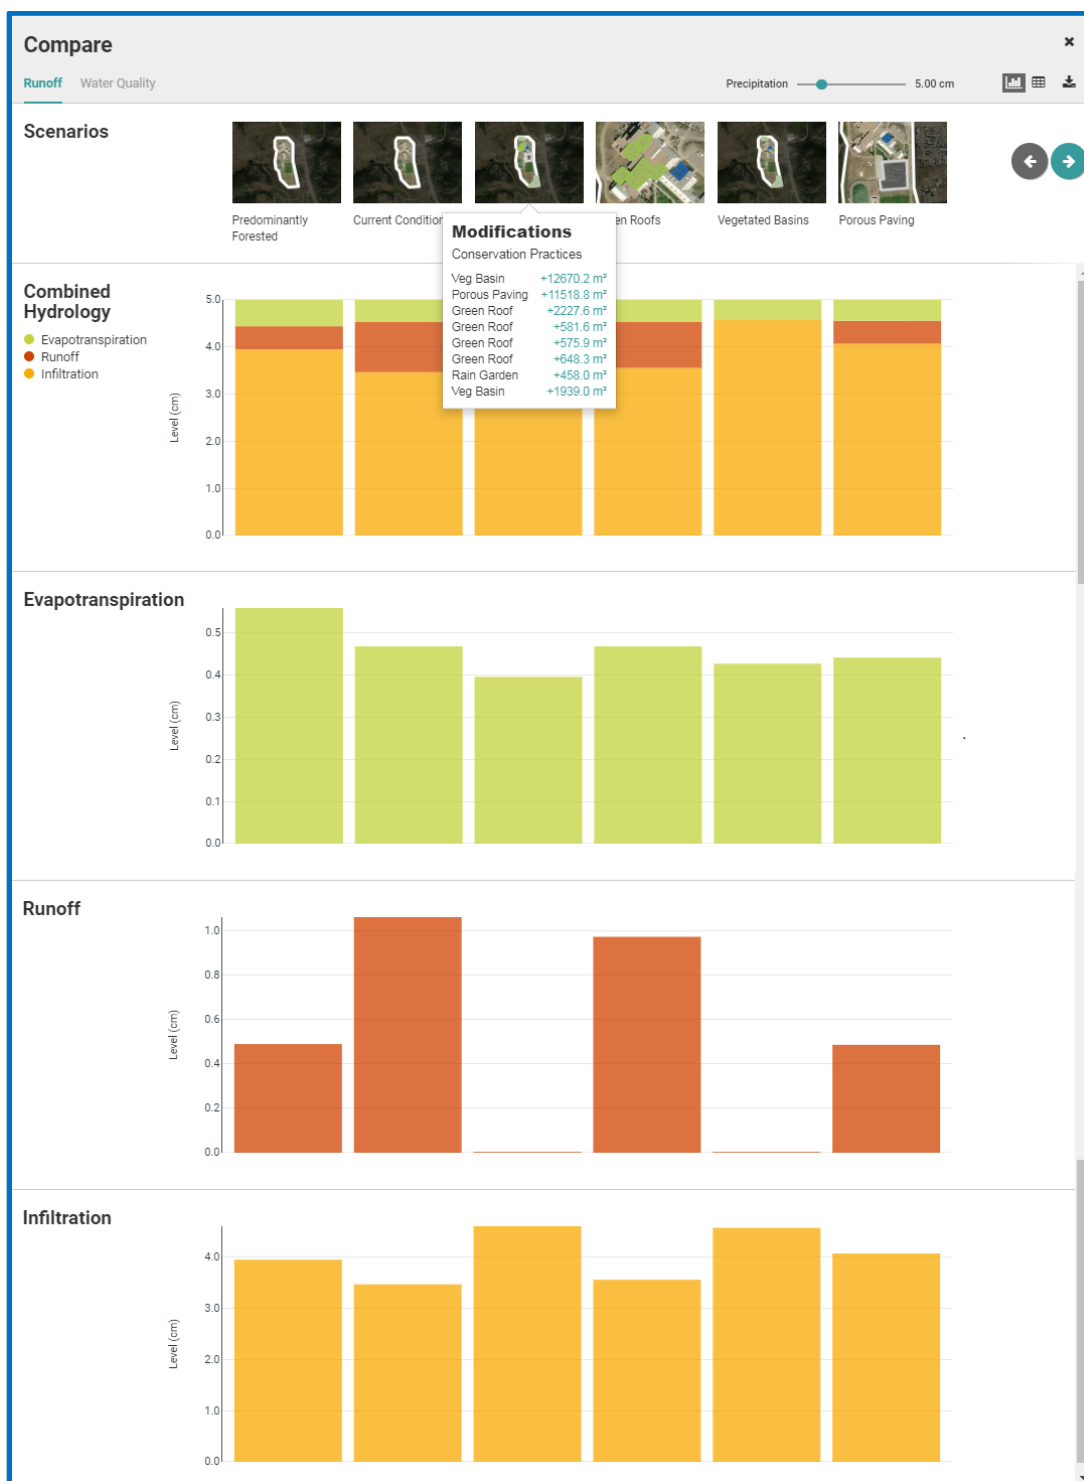 Compare
Runoff Water Quality Precipitation 5.00 cm
Scenarios
Predominantly
Forested
Current Condition
en Roofs
Vegetated Basins
Porous Paving
Modifications
Conservation Practices
Veg Basin +12670.2 m²
Porous Paving +11518.8 m²
Green Roof +2227.6 m²
Green Roof +581.6 m²
Green Roof +575.9 m²
Green Roof +648.3 m²
Rain Garden +458.0 m²
Veg Basin +1939.0 m²
Combined
Hydrology
Evapotranspiration
Runoff
Infiltration
Level (cm)
5.0
4.0
3.0
2.0
1.0
0.0
Evapotranspiration
Level (cm)
0.5
0.4
0.3
0.2
0.1
0.0
Runoff
Level (cm)
1.0
0.8
0.6
0.4
0.2
0.0
Infiltration
Level (cm)
4.0
3.0
2.0
1.0
0.0